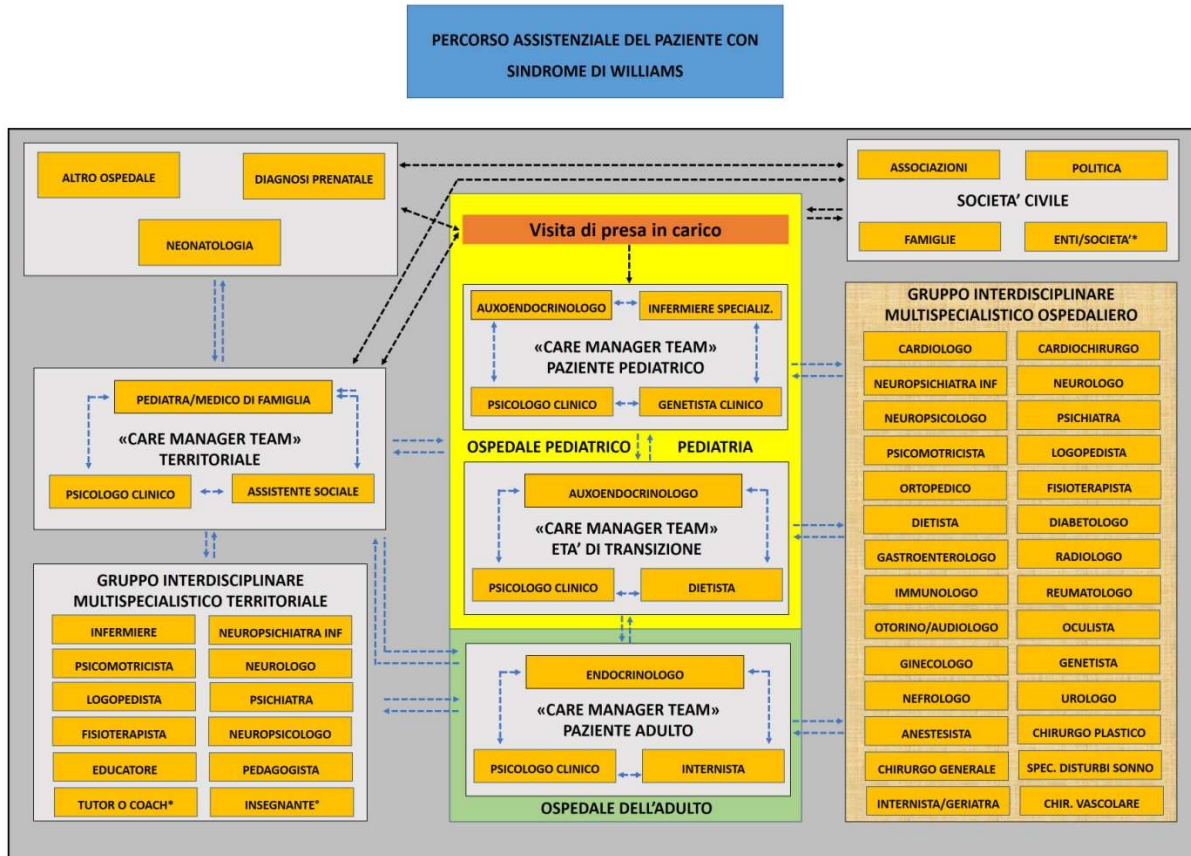 PERCORSO ASSISTENZIALE DEL PAZIENTE CON
SINDROME DI WILLIAMS
ALTRO OSPEDALE
DIAGNOSI PRENATALE
NEONATOLOGIA
ASSOCIAZIONI
POLITICA
SOCIETA’ CIVILE
FAMIGLIE
ENTI/SOCIETA’*
Visita di presa in carico
AUXOENDOCRINOLOGO
INFERMIERE SPECIALIZ.
«CARE MANAGER TEAM»
PAZIENTE PEDIATRICO
PSICOLOGO CLINICO
GENETISTA CLINICO
OSPEDALE PEDIATRICO
PEDIATRIA
AUXOENDOCRINOLOGO
«CARE MANAGER TEAM»
ETA’ DI TRANSIZIONE
PSICOLOGO CLINICO
DIETISTA
ENDOCRINOLOGO
«CARE MANAGER TEAM»
PAZIENTE ADULTO
PSICOLOGO CLINICO
INTERNISTA
OSPEDALE DELL’ADULTO
PEDIATRA/MEDICO DI FAMIGLIA
«CARE MANAGER TEAM»
TERRITORIALE
PSICOLOGO CLINICO
ASSISTENTE SOCIALE
GRUPPO INTERDISCIPLINARE
MULTISPECIALISTICO TERRITORIALE
INFERMIERE
NEUROPSICHIATRA INF
PSICOMOTRICISTA
NEUROLOGO
LOGOPEDISTA
PSICHIATRA
FISIOTERAPISTA
NEUROPSICOLOGO
EDUCATORE
PEDAGOGISTA
TUTOR O COACH*
INSEGNANTE°
GRUPPO INTERDISCIPLINARE
MULTISPECIALISTICO OSPEDALIERO
CARDIOLOGO
CARDIOCHIRURGO
NEUROPSICHIATRA INF
NEUROLOGO
NEUROPSICOLOGO
PSICHIATRA
PSICOMOTRICISTA
LOGOPEDISTA
ORTOPEDICO
FISIOTERAPISTA
DIETISTA
DIABETOLOGO
GASTROENTEROLOGO
RADIOLOGO
IMMUNOLOGO
REUMATOLOGO
OTORINO/AUDIOLOGO
OCULISTA
GINECOLOGO
GENETISTA
NEFROLOGO
UROLOGO
ANESTESISTA
CHIRURGO PLASTICO
CHIRURGO GENERALE
SPEC. DISTURBI SONNO
INTERNISTA/GERIATRA
CHIR. VASCOLARE